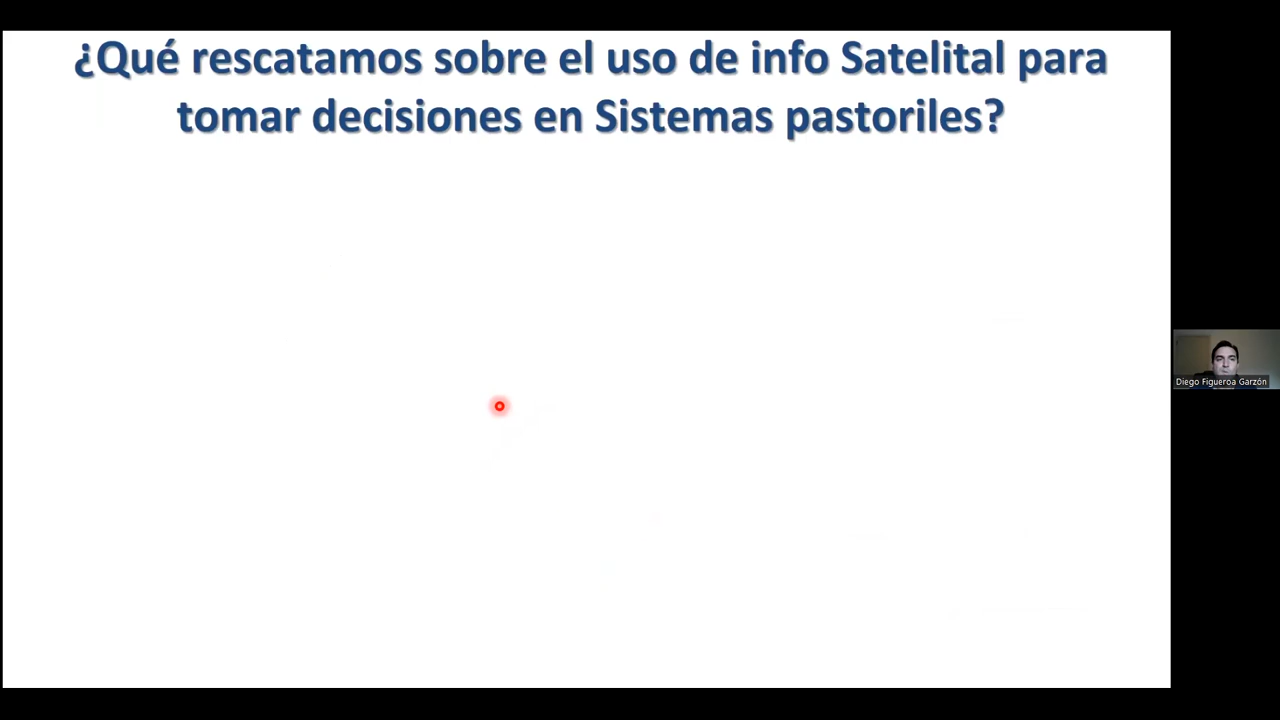 ¿Qué rescatamos sobre el uso de info Satelital para
tomar decisiones en Sistemas pastoriles?
Diego Figueroa Garzón